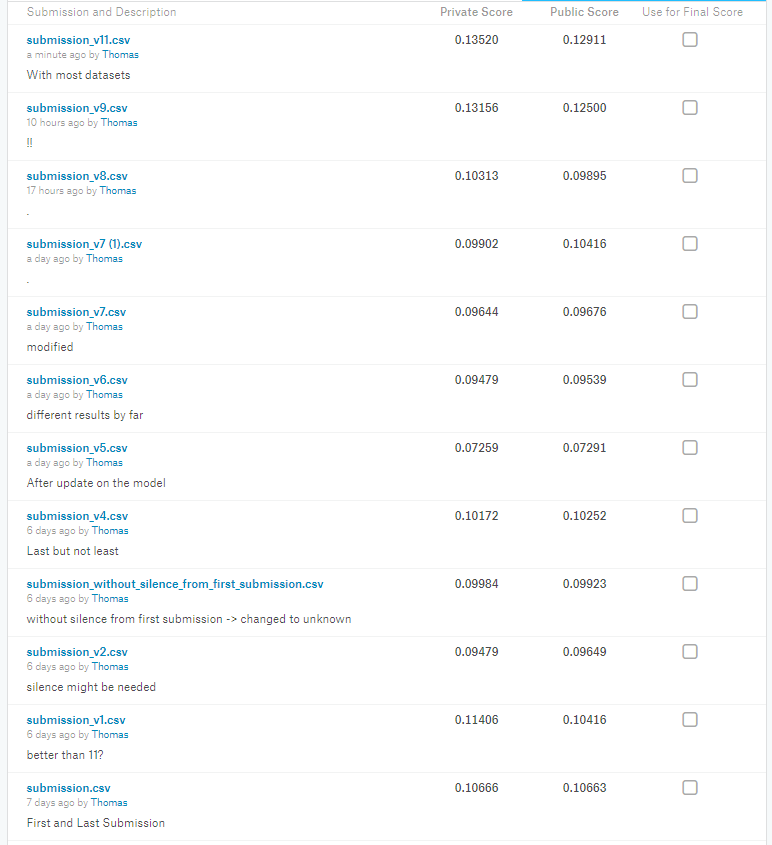 Submission and Description Private Score Public Score Use for Final Score
submission_v11.csv 0.13520 0.12911
a minute ago by Thomas
With most datasets
submission_v9.csv 0.13156 0.12500
10 hours ago by Thomas
!!
submission_v8.csv 0.10313 0.09895
17 hours ago by Thomas
.
submission_v7 (1).csv 0.09902 0.10416
a day ago by Thomas
.
submission_v7.csv 0.09644 0.09676
a day ago by Thomas
modified
submission_v6.csv 0.09479 0.09539
a day ago by Thomas
different results by far
submission_v5.csv 0.07259 0.07291
a day ago by Thomas
After update on the model
submission_v4.csv 0.10172 0.10252
6 days ago by Thomas
Last but not least
submission_without_silence_from_first_submission.csv 0.09984 0.09923
6 days ago by Thomas
without silence from first submission -> changed to unknown
submission_v2.csv 0.09479 0.09649
6 days ago by Thomas
silence might be needed
submission_v1.csv 0.11406 0.10416
6 days ago by Thomas
better than 11?
submission.csv 0.10666 0.10663
7 days ago by Thomas
First and Last Submission